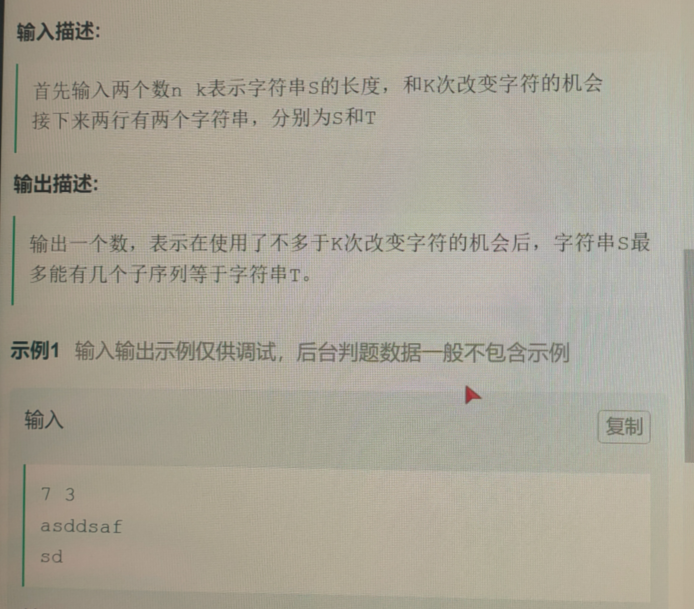 输入描述:
首先输入两个数n k表示字符串S的长度，和K次改变字符的机会
接下来两行有两个字符串，分别为S和T
输出描述:
输出一个数，表示在使用了不多于K次改变字符的机会后，字符串S最
多能有几个子序列等于字符串T。
示例1 输入输出示例仅供调试，后台判题数据一般不包含示例
输入 复制
7 3
asddsaf
sd